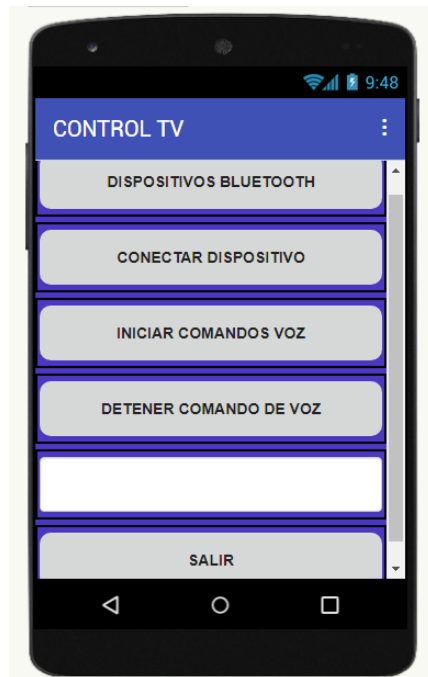 9:48
CONTROL TV
DISPOSITIVOS BLUETOOTH
CONECTAR DISPOSITIVO
INICIAR COMANDOS VOZ
DETENER COMANDO DE VOZ
SALIR